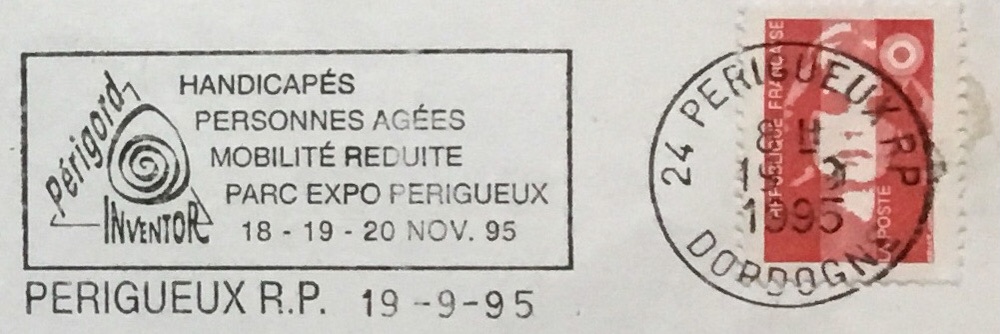 Périgord
INVENTOR
HANDICAPÉS
PERSONNES AGÉES
MOBILITÉ REDUITE
PARC EXPO PERIGUEUX
18 - 19 - 20 NOV. 95
PERIGUEUX R.P. 19 -9-95
24 PERIGUEUX RP
8 H
1995
DORDOGNE
REPUBLIQUE FRANÇAISE
LA POSTE